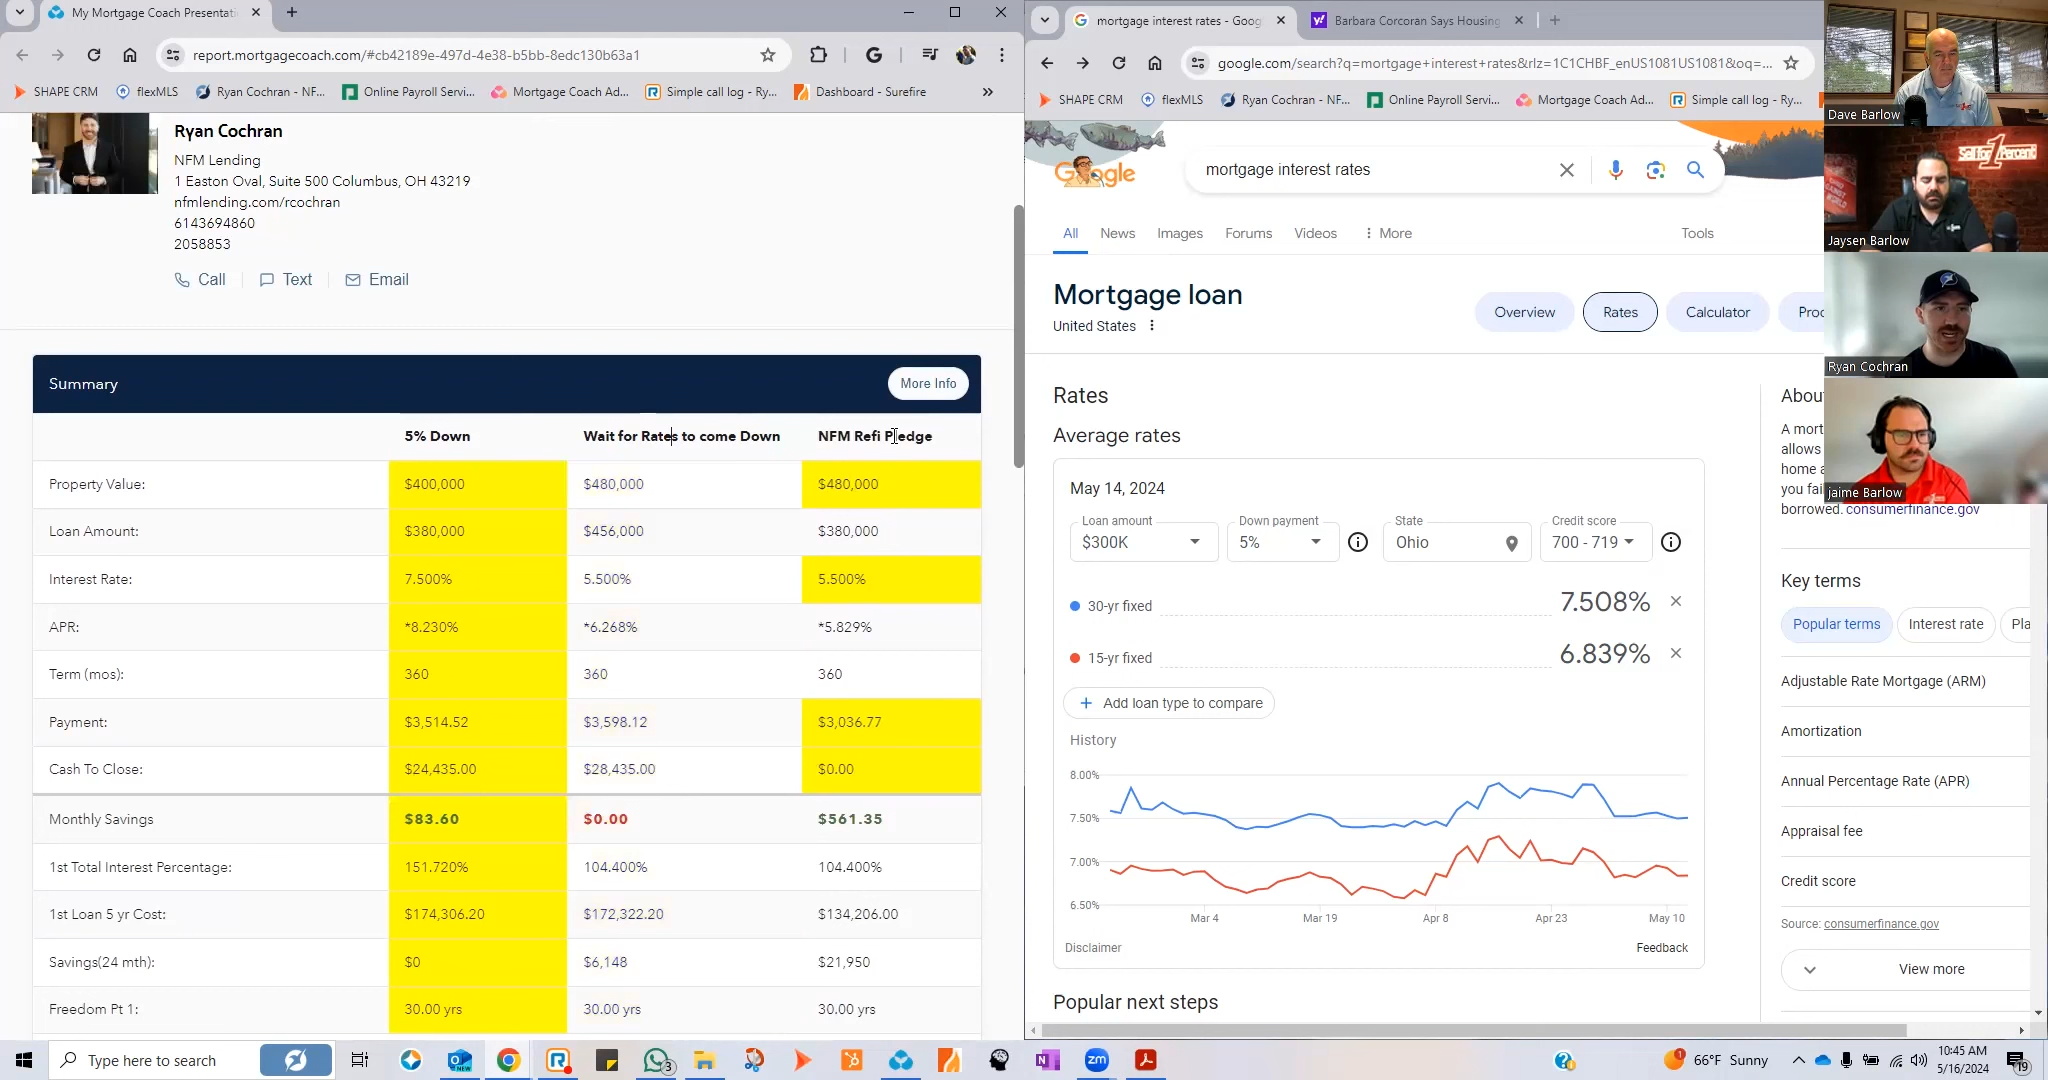 My Mortgage Coach Presentati
report.mortgagecoach.com/#cb42189e-497d-4e38-b5bb-8edc130b63a1
SHAPE CRM
flexMLS
Ryan Cochran - NF...
Online Payroll Servi...
Mortgage Coach Ad...
Simple call log - Ry...
Dashboard - Surefire
Ryan Cochran
NFM Lending
1 Easton Oval, Suite 500 Columbus, OH 43219
nfmlending.com/rcochran
6143694860
2058853
Call
Text
Email
Summary
More Info
5% Down Wait for Rates to come Down NFM Refi Pledge
Property Value: $400,000 $480,000 $480,000
Loan Amount: $380,000 $456,000 $380,000
Interest Rate: 7.500% 5.500% 5.500%
APR: *8.230% *6.268% *5.829%
Term (mos): 360 360 360
Payment: $3,514.52 $3,598.12 $3,036.77
Cash To Close: $24,435.00 $28,435.00 $0.00
Monthly Savings $83.60 $0.00 $561.35
1st Total Interest Percentage: 151.720% 104.400% 104.400%
1st Loan 5 yr Cost: $174,306.20 $172,322.20 $134,206.00
Savings(24 mth): $0 $6,148 $21,950
Freedom Pt 1: 30.00 yrs 30.00 yrs 30.00 yrs
mortgage interest rates - Goog
Barbara Corcoran Says Housing
google.com/search?q=mortgage+interest+rates&rlz=1C1CHBF_enUS1081US1081&oq=...
SHAPE CRM
flexMLS
Ryan Cochran - NF...
Online Payroll Servi...
Mortgage Coach Ad...
Simple call log - Ry...
Google
mortgage interest rates
All
News
Images
Forums
Videos
More
Tools
Mortgage loan
United States
Overview
Rates
Calculator
Proc
Rates
Average rates
May 14, 2024
Loan amount
$300K
Down payment
5%
State
Ohio
Credit score
700 - 719
30-yr fixed 7.508%
15-yr fixed 6.839%
Add loan type to compare
History
8.00%
7.50%
7.00%
6.50%
Mar 4 Mar 19 Apr 8 Apr 23 May 10
Disclaimer
Feedback
Popular next steps
Abou
A mort
allows
home a
you fai
borrowed. consumerfinance.gov
Key terms
Popular terms
Interest rate
Pla
Adjustable Rate Mortgage (ARM)
Amortization
Annual Percentage Rate (APR)
Appraisal fee
Credit score
Source: consumerfinance.gov
View more
Dave Barlow
Sell for 1 Percent
Jaysen Barlow
Ryan Cochran
jaime Barlow
Type here to search
NEW
3
zm
66°F Sunny
10:45 AM
5/16/2024
19